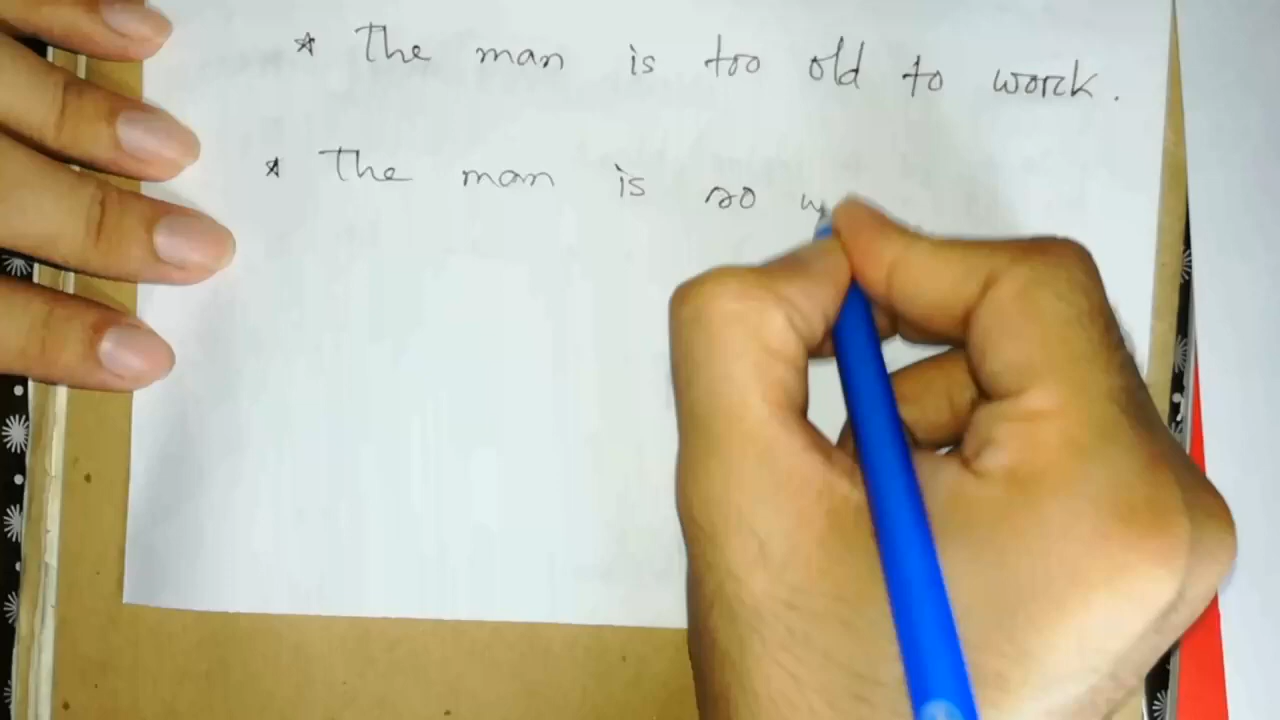 * The man is too old to work.
* The man is so w